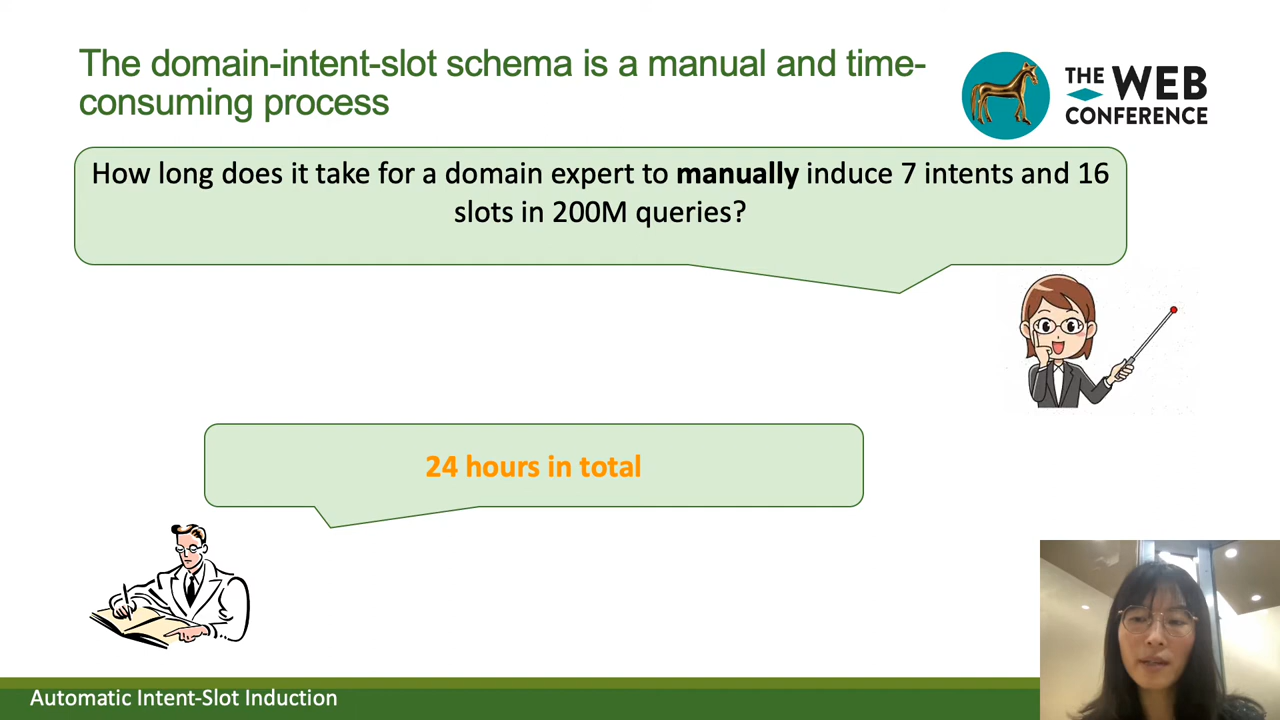 The domain-intent-slot schema is a manual and time-
consuming process
THE WEB
CONFERENCE
How long does it take for a domain expert to manually induce 7 intents and 16
slots in 200M queries?
24 hours in total
Automatic Intent-Slot Induction